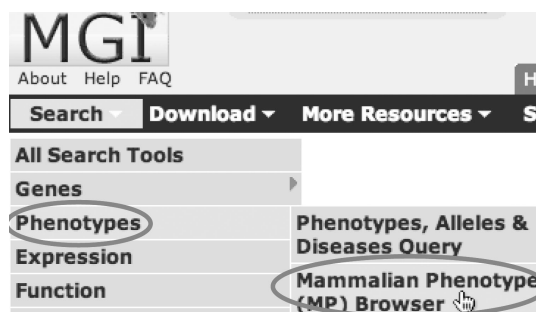 MGI
About Help FAQ
H
Search Download More Resources S
All Search Tools
Genes
Phenotypes
Expression
Function
Phenotypes, Alleles &
Diseases Query
Mammalian Phenotype
(MP) Browser